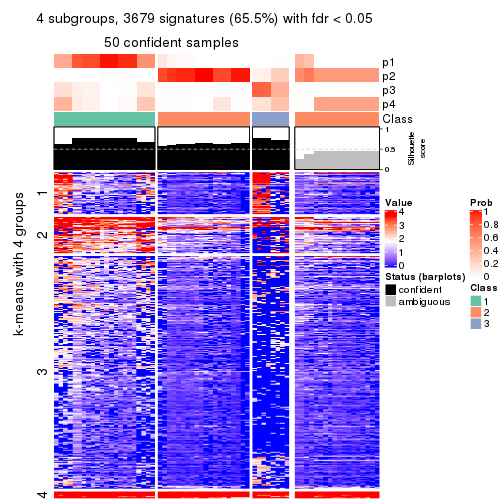 4 subgroups, 3679 signatures (65.5%) with fdr < 0.05
50 confident samples
p1
p2
p3
p4
Class
1
0.5
0
Silhouette
score
k-means with 4 groups
1
2
3
4
Value
4
3
2
1
0
Status (barplots)
confident
ambiguous
Prob
1
0.8
0.6
0.4
0.2
0
Class
1
2
3